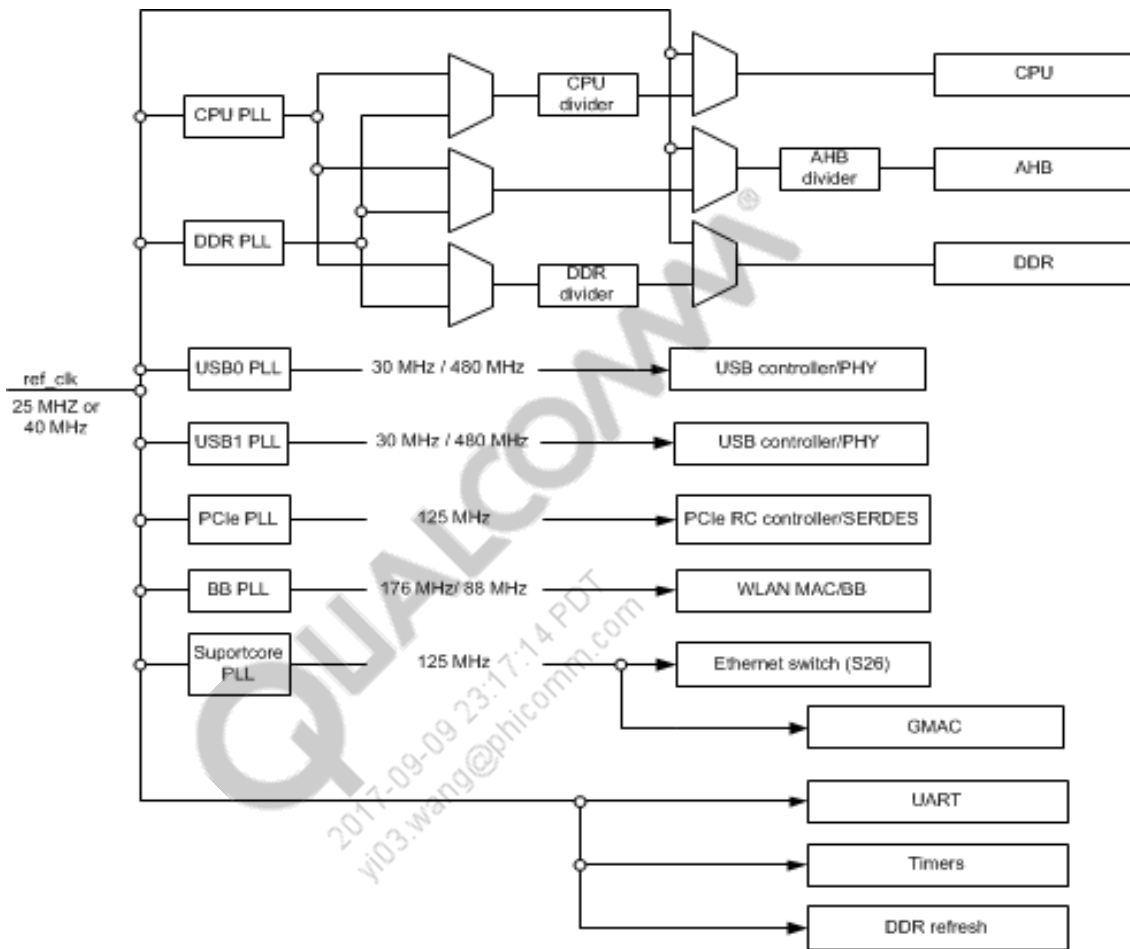 CPU
divider
CPU
CPU PLL
AHB
divider
AHB
DDR PLL
DDR
divider
DDR
ref_clk
25 MHZ or
40 MHz
USB0 PLL
30 MHz / 480 MHz
USB controller/PHY
USB1 PLL
30 MHz / 480 MHz
USB controller/PHY
PCIe PLL
125 MHz
PCIe RC controller/SERDES
BB PLL
176 MHz/ 88 MHz
WLAN MAC/BB
Suportcore
PLL
125 MHz
Ethernet switch (S26)
GMAC
UART
Timers
DDR refresh
QUALCOMM®
2017-09-09 23:17:14 PDT
yi03.wang@phicomm.com